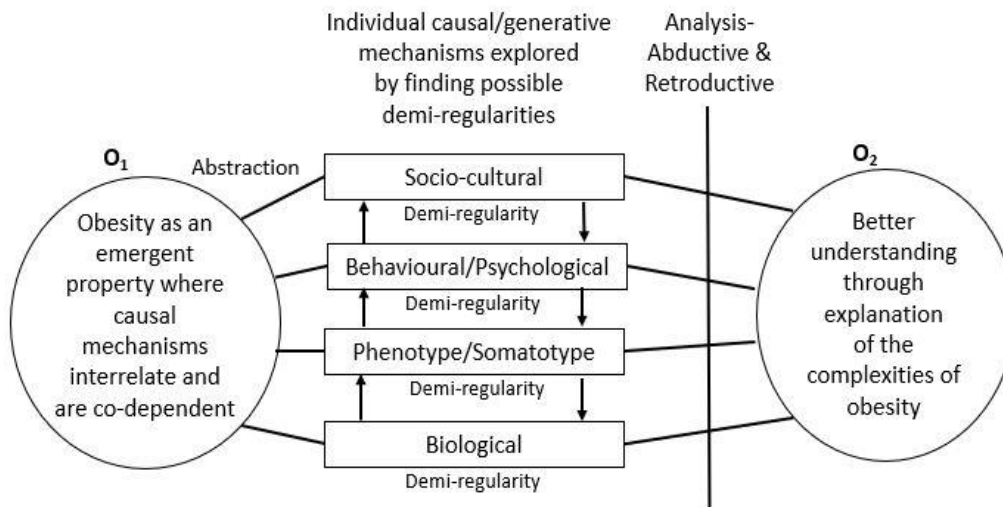 Individual causal/generative
mechanisms explored
by finding possible
demi-regularities
Analysis-
Abductive &
Retroductive
O₁
Abstraction
O₂
Obesity as an
emergent
property where
causal
mechanisms
interrelate and
are co-dependent
Socio-cultural
Demi-regularity
Behavioural/Psychological
Demi-regularity
Phenotype/Somatotype
Demi-regularity
Biological
Demi-regularity
Better
understanding
through
explanation
of the
complexities of
obesity